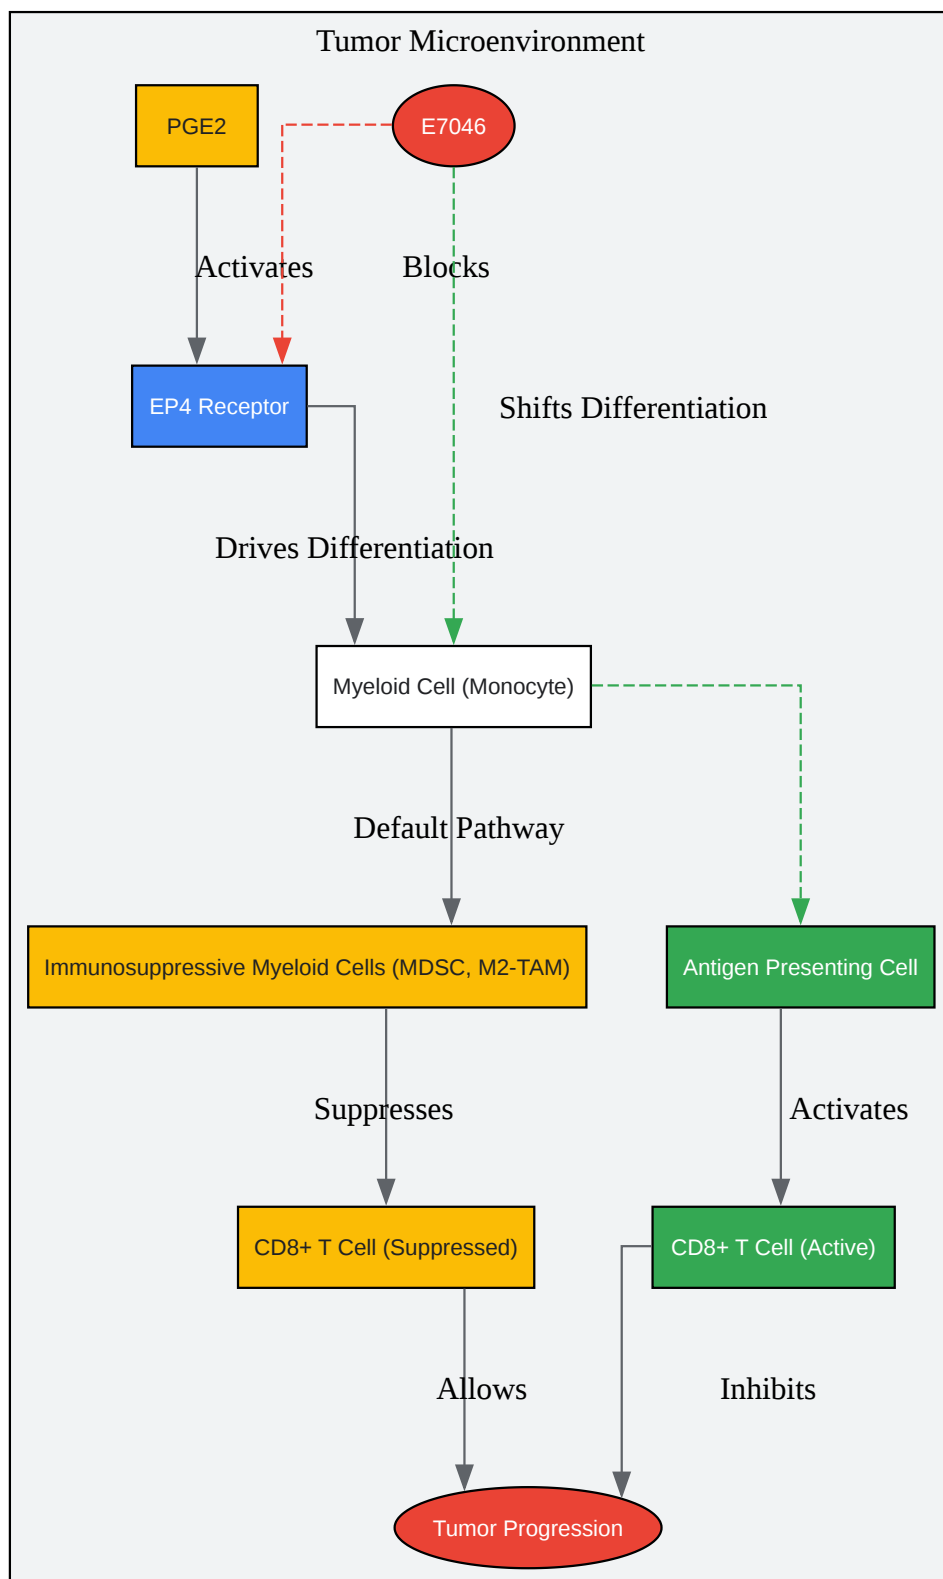 Tumor Microenvironment
PGE2
E7046
Activates
Blocks
EP4 Receptor
Shifts Differentiation
Drives Differentiation
Myeloid Cell (Monocyte)
Default Pathway
Immunosuppressive Myeloid Cells (MDSC, M2-TAM)
Antigen Presenting Cell
Suppresses
Activates
CD8+ T Cell (Suppressed)
CD8+ T Cell (Active)
Allows
Inhibits
Tumor Progression